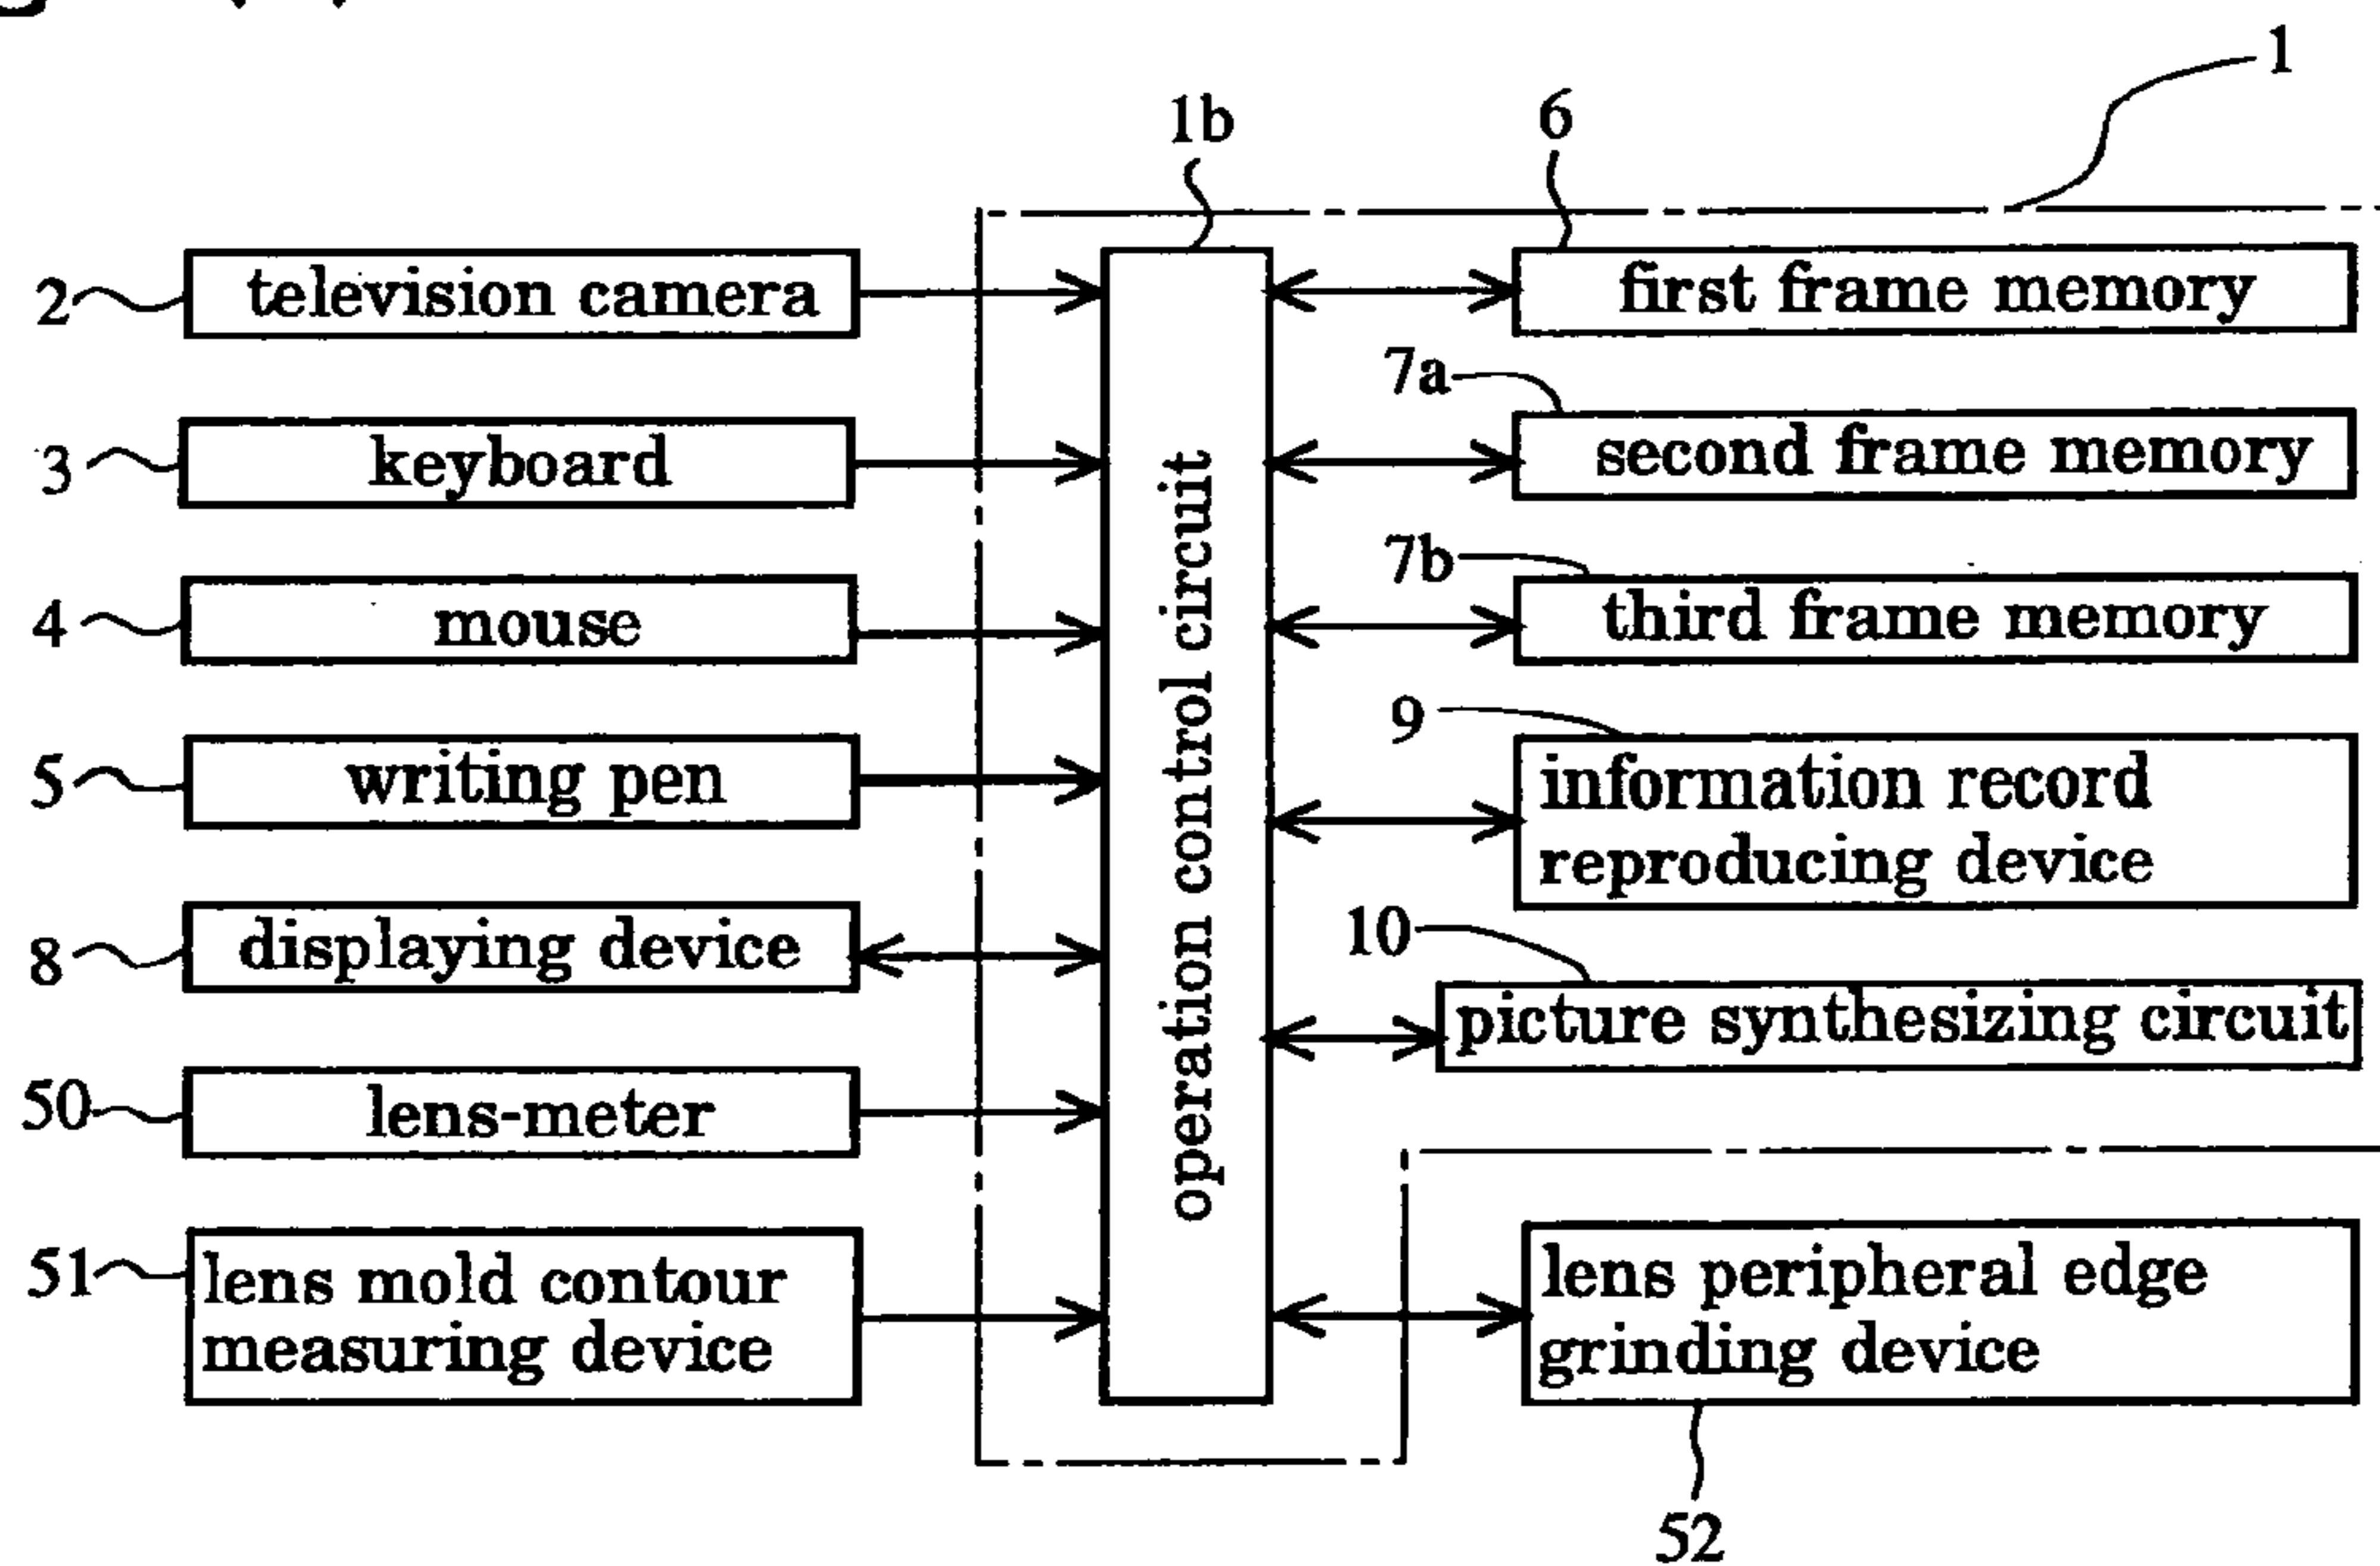 1
1b
6
2
television camera
first frame memory
7a
3
keyboard
second frame memory
7b
4
mouse
third frame memory
operation control circuit
9
5
writing pen
information record
reproducing device
8
displaying device
10
picture synthesizing circuit
50
lens-meter
51
lens mold contour
measuring device
lens peripheral edge
grinding device
52